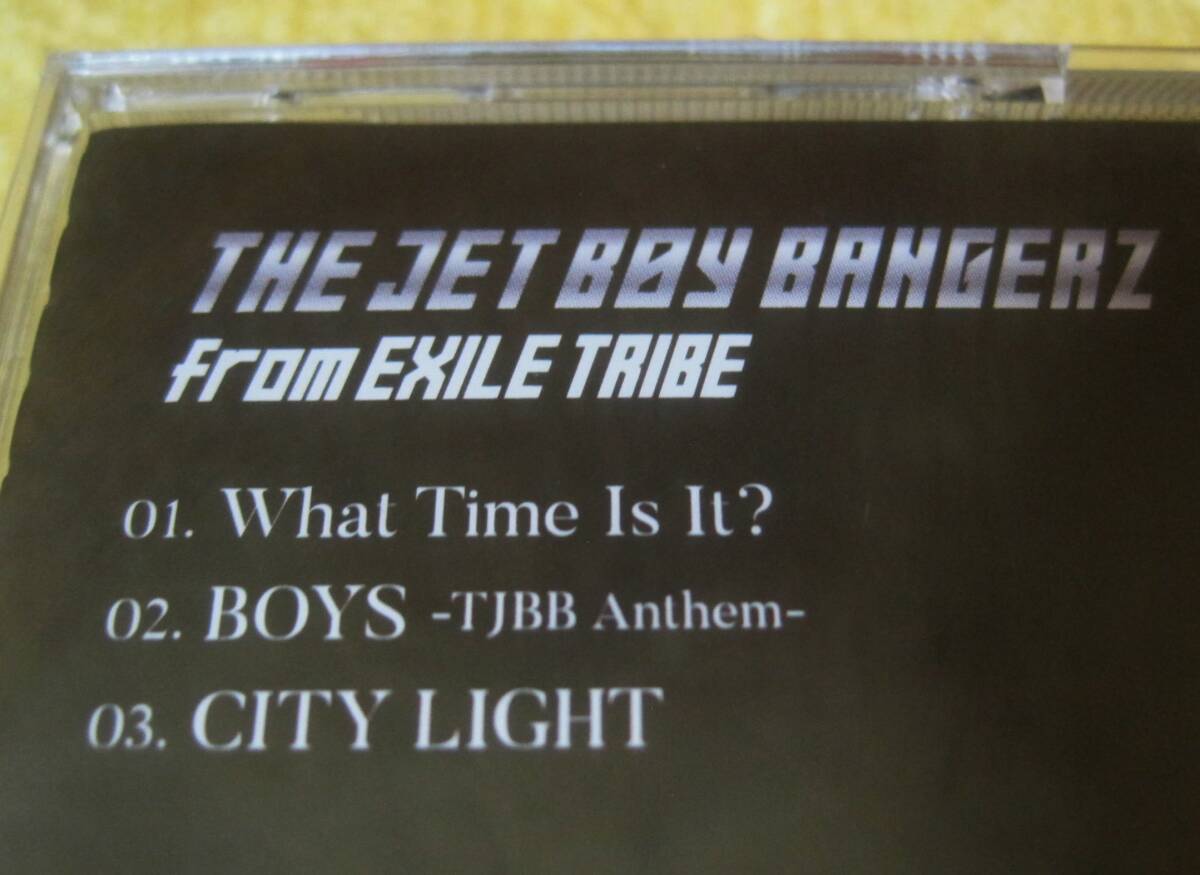 THE JET BOY BANGERZ
from EXILE TRIBE
01. What Time Is It?
02. BOYS -TJBB Anthem-
03. CITY LIGHT